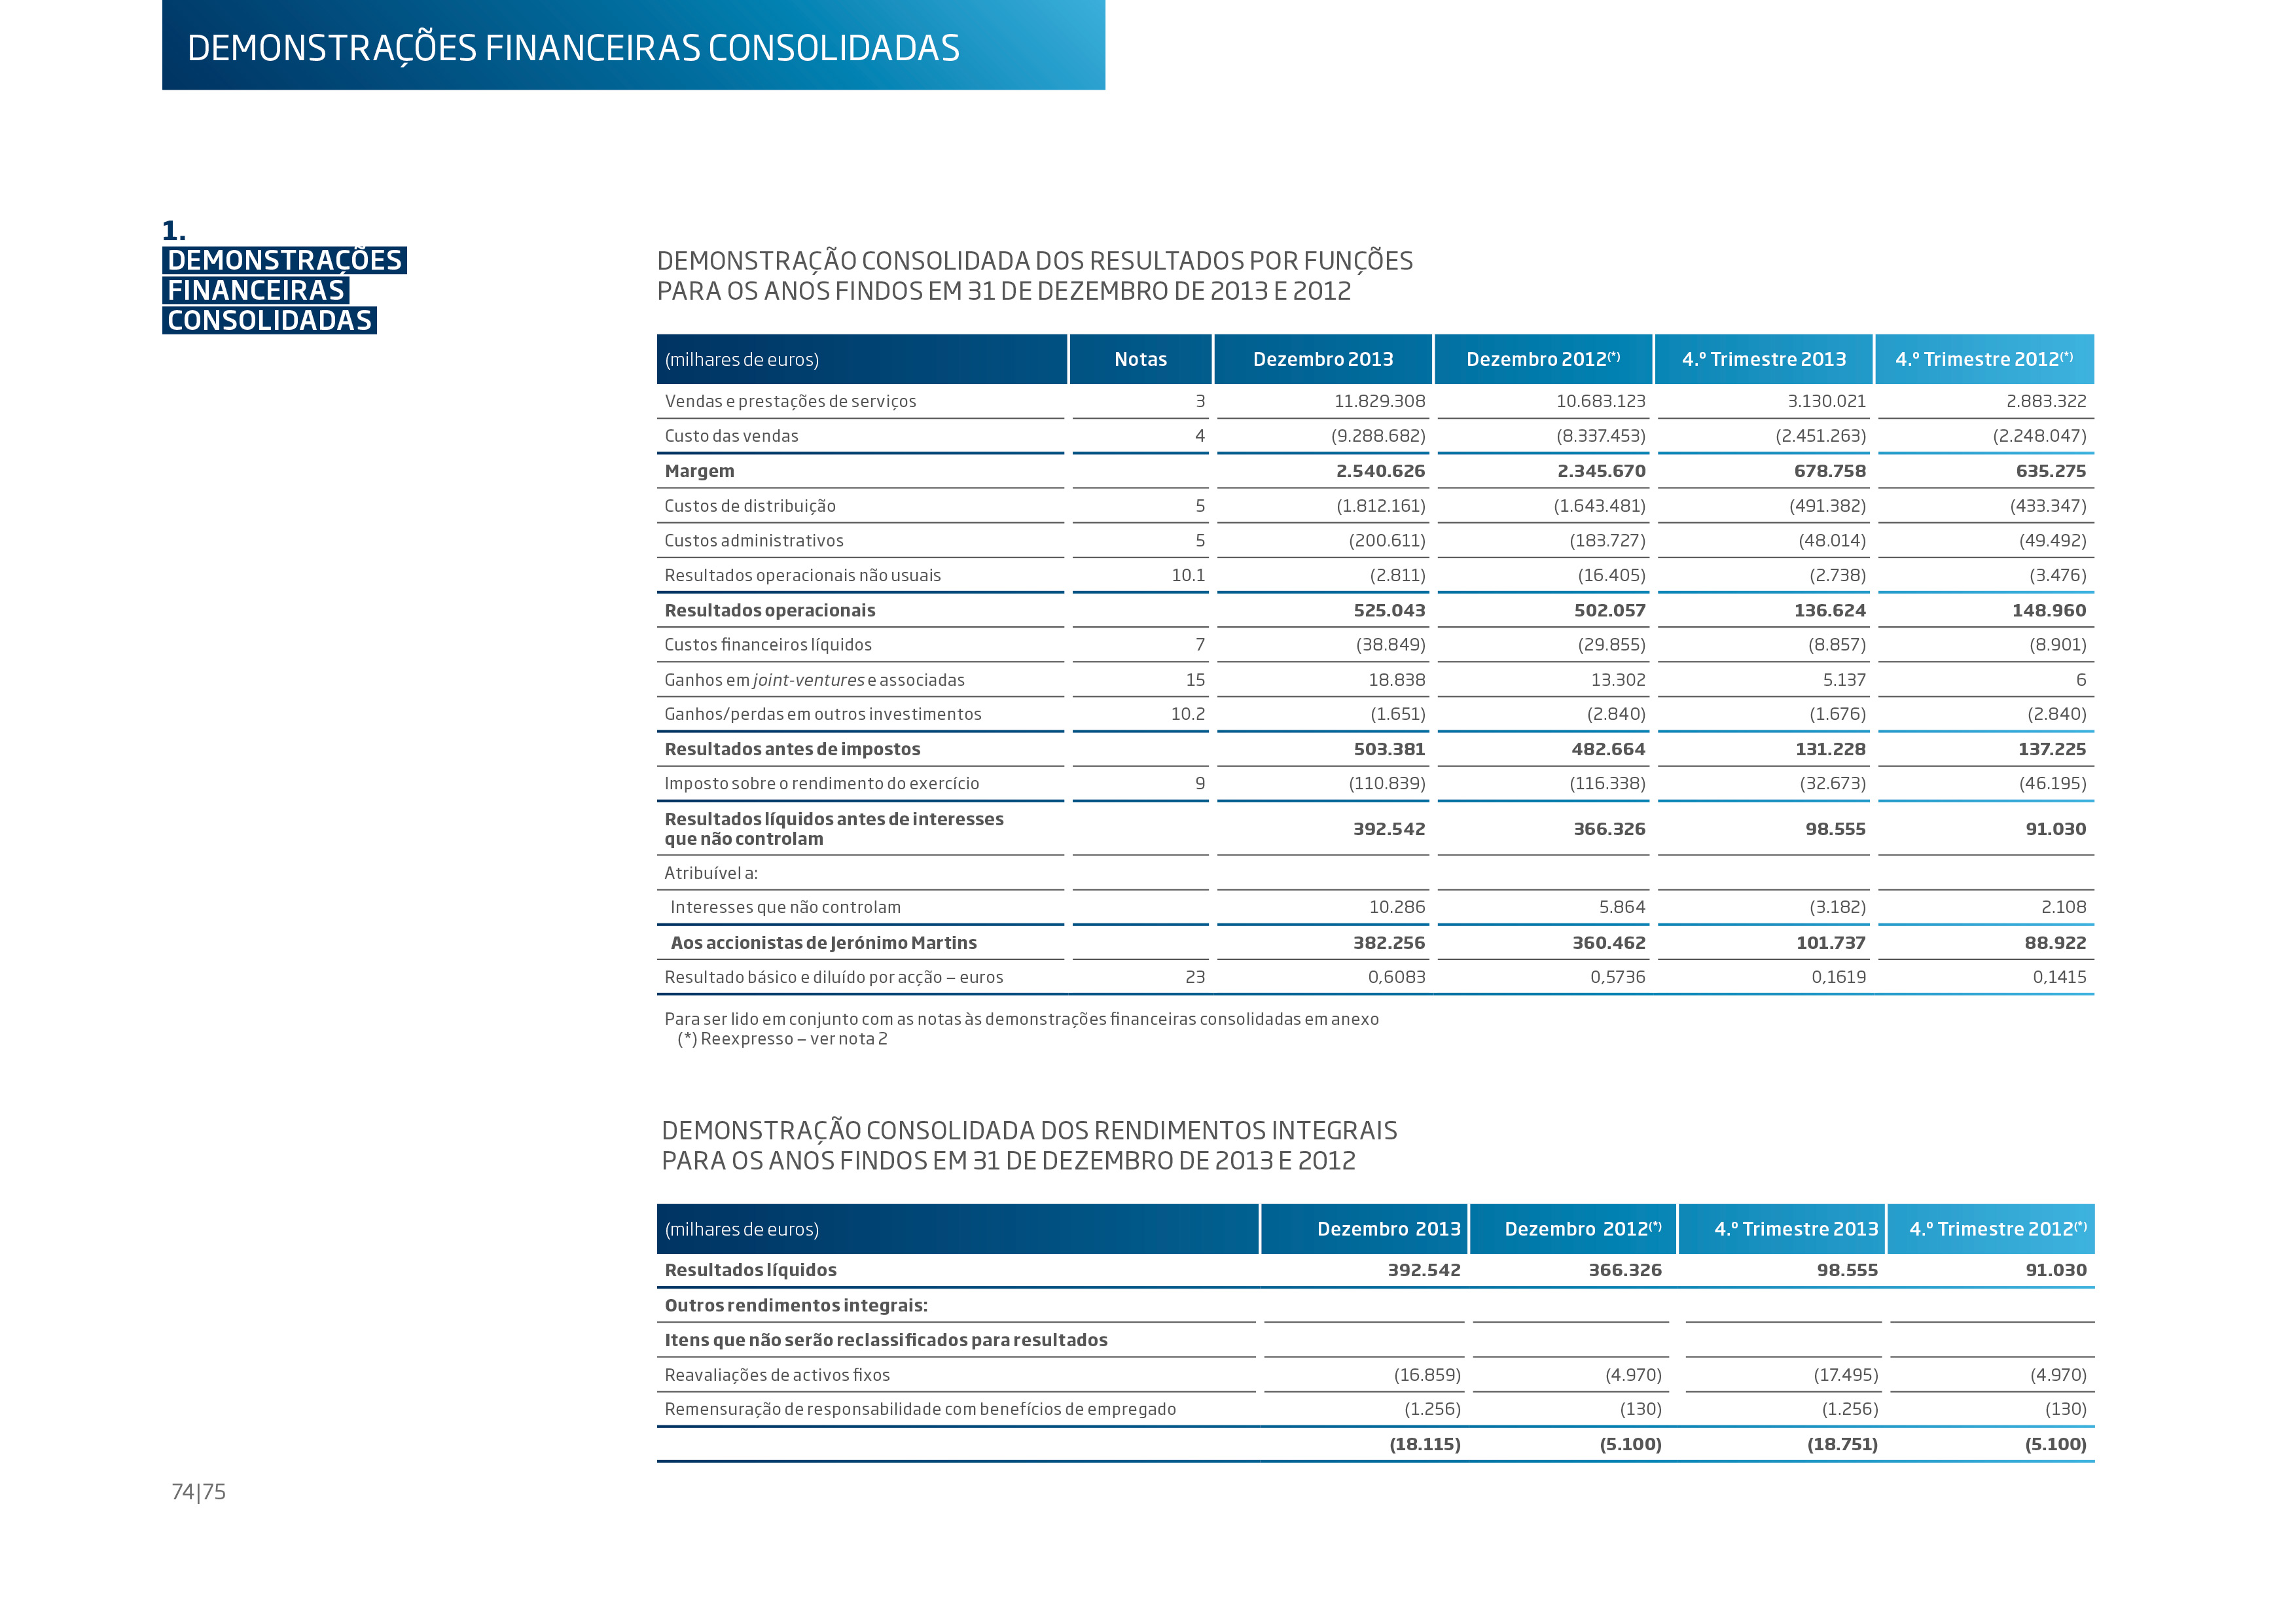 DEMONSTRAÇÕES FINANCEIRAS CONSOLIDADAS
1.
DEMONSTRAÇÕES
FINANCEIRAS
CONSOLIDADAS
DEMONSTRAÇÃO CONSOLIDADA DOS RESULTADOS POR FUNÇÕES
PARA OS ANOS FINDOS EM 31 DE DEZEMBRO DE 2013 E 2012
(milhares de euros) Notas Dezembro 2013 Dezembro 2012(*) 4.º Trimestre 2013 4.º Trimestre 2012(*)
Vendas e prestações de serviços 3 11.829.308 10.683.123 3.130.021 2.883.322
Custo das vendas 4 (9.288.682) (8.337.453) (2.451.263) (2.248.047)
Margem 2.540.626 2.345.670 678.758 635.275
Custos de distribuição 5 (1.812.161) (1.643.481) (491.382) (433.347)
Custos administrativos 5 (200.611) (183.727) (48.014) (49.492)
Resultados operacionais não usuais 10.1 (2.811) (16.405) (2.738) (3.476)
Resultados operacionais 525.043 502.057 136.624 148.960
Custos financeiros líquidos 7 (38.849) (29.855) (8.857) (8.901)
Ganhos em joint-ventures e associadas 15 18.838 13.302 5.137 6
Ganhos/perdas em outros investimentos 10.2 (1.651) (2.840) (1.676) (2.840)
Resultados antes de impostos 503.381 482.664 131.228 137.225
Imposto sobre o rendimento do exercício 9 (110.839) (116.338) (32.673) (46.195)
Resultados líquidos antes de interesses
que não controlam 392.542 366.326 98.555 91.030
Atribuível a:
Interesses que não controlam 10.286 5.864 (3.182) 2.108
Aos accionistas de Jerónimo Martins 382.256 360.462 101.737 88.922
Resultado básico e diluído por acção – euros 23 0,6083 0,5736 0,1619 0,1415
Para ser lido em conjunto com as notas às demonstrações financeiras consolidadas em anexo
(*) Reexpresso – ver nota 2
DEMONSTRAÇÃO CONSOLIDADA DOS RENDIMENTOS INTEGRAIS
PARA OS ANOS FINDOS EM 31 DE DEZEMBRO DE 2013 E 2012
(milhares de euros) Dezembro 2013 Dezembro 2012(*) 4.º Trimestre 2013 4.º Trimestre 2012(*)
Resultados líquidos 392.542 366.326 98.555 91.030
Outros rendimentos integrais:
Itens que não serão reclassificados para resultados
Reavaliações de activos fixos (16.859) (4.970) (17.495) (4.970)
Remensuração de responsabilidade com benefícios de empregado (1.256) (130) (1.256) (130)
(18.115) (5.100) (18.751) (5.100)
74|75